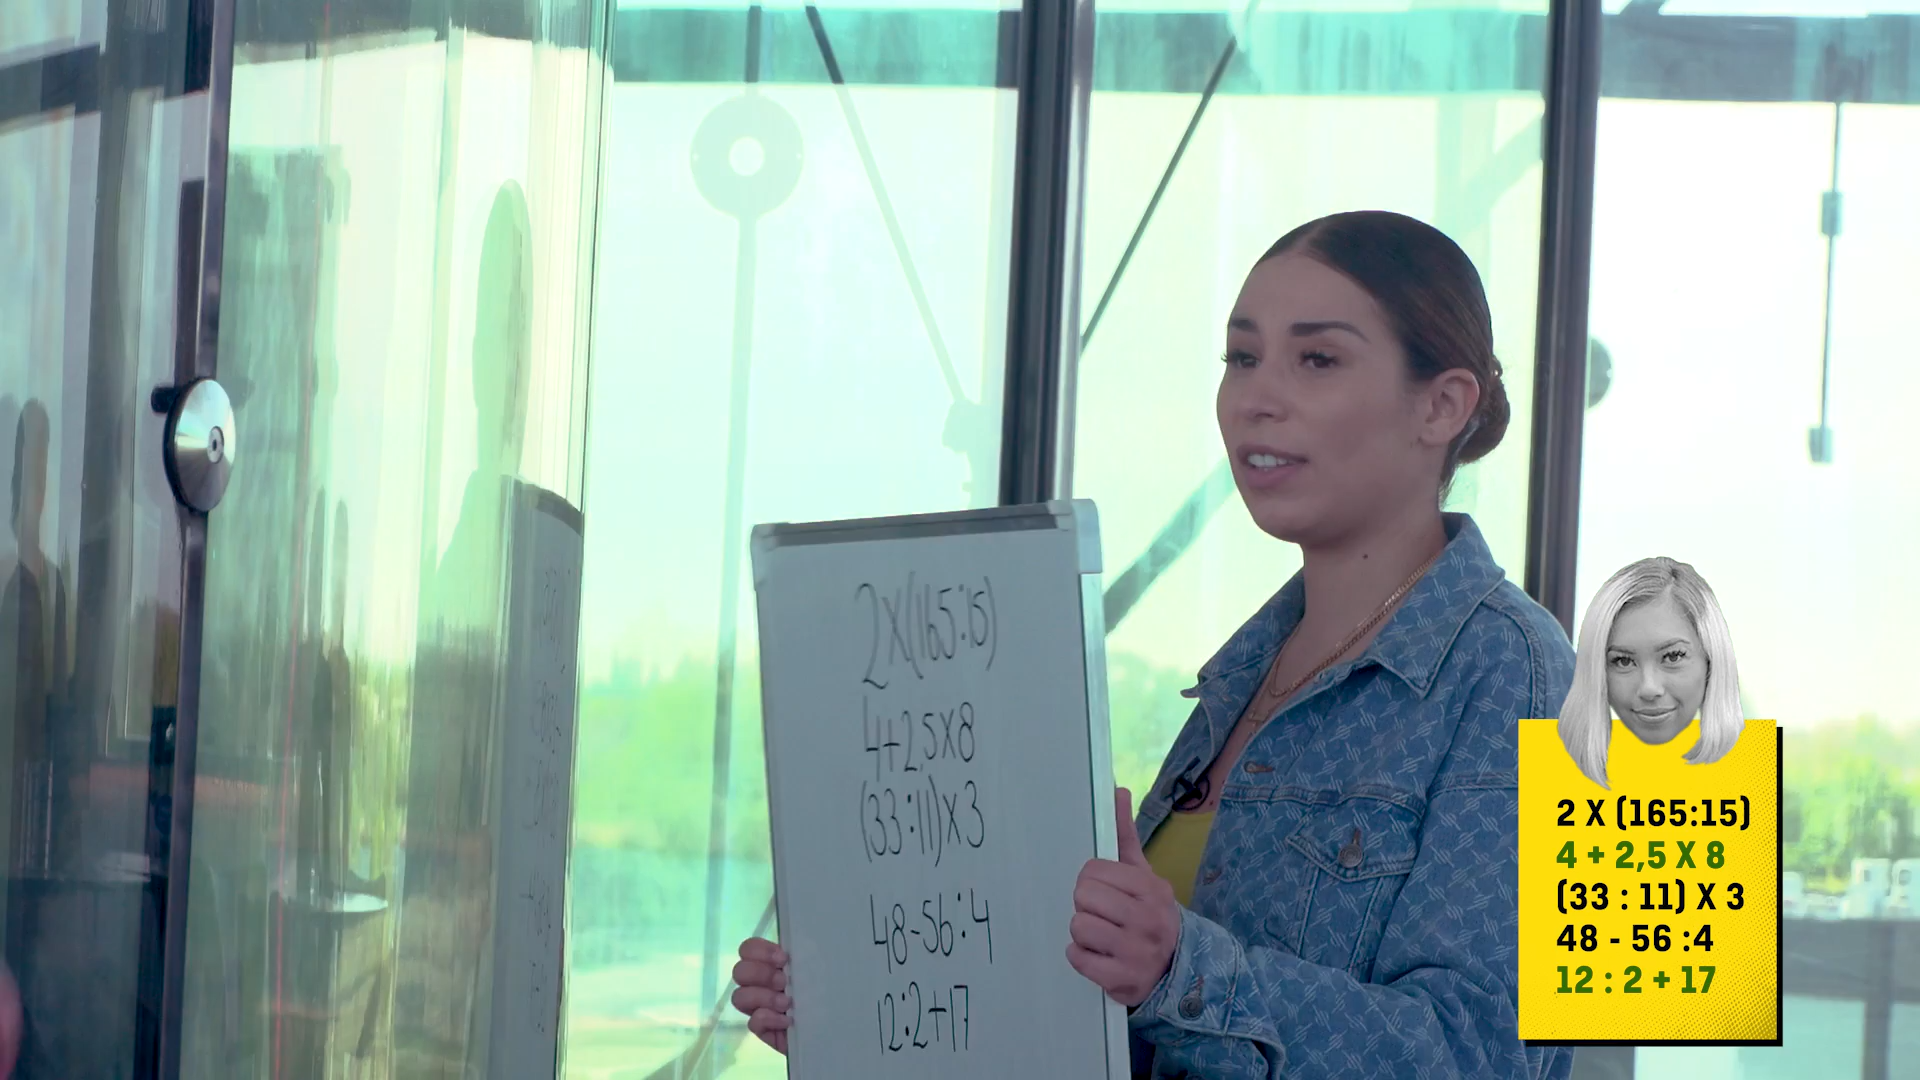 2X(165:15)
4+2,5X8
(33:11)X3
48-56:4
12:2+17
2 X (165:15)
4 + 2,5 X 8
(33 : 11) X 3
48 - 56 :4
12 : 2 + 17